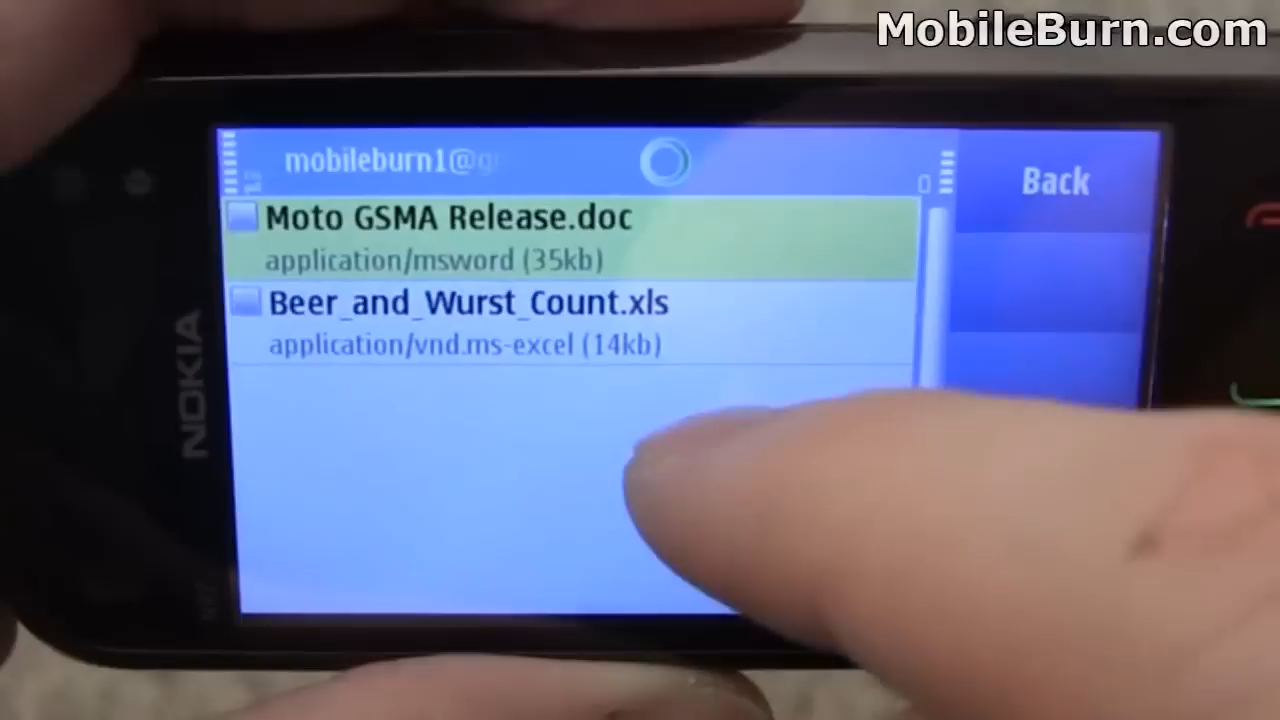 MobileBurn.com
mobileburn1@g
Back
Moto GSMA Release.doc
application/msword (35kb)
Beer_and_Wurst_Count.xls
application/vnd.ms-excel (14kb)
NOKIA